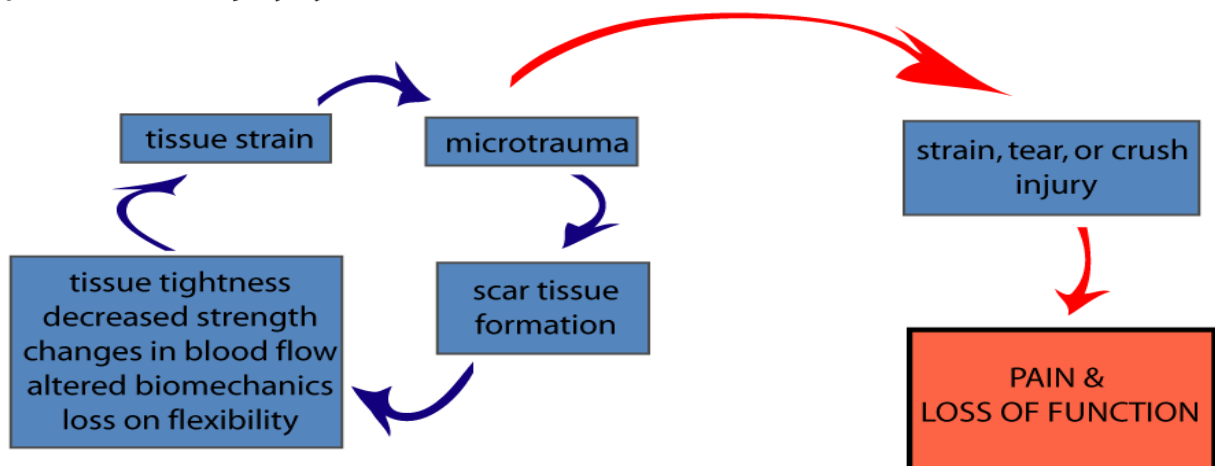 tissue strain
microtrauma
strain, tear, or crush
injury
tissue tightness
decreased strength
changes in blood flow
altered biomechanics
loss on flexibility
scar tissue
formation
PAIN &
LOSS OF FUNCTION